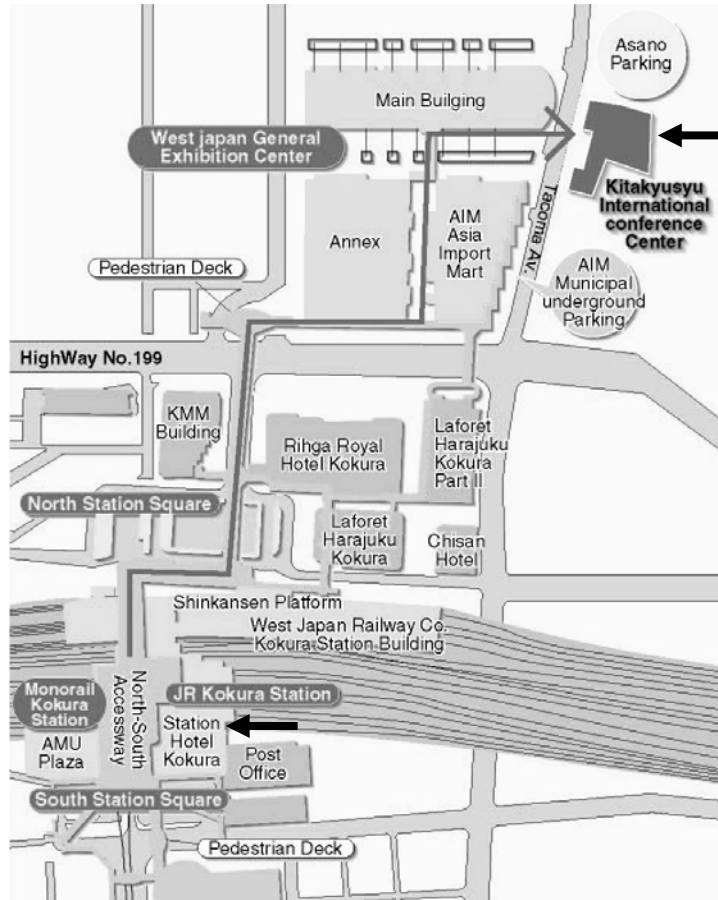 Asano
Parking
Main Builging
West japan General
Exhibition Center
Kitakyusyu
International
conference
Center
Tacoma Av.
Annex
AIM
Asia
Import
Mart
Pedestrian Deck
AIM
Municipal
underground
Parking
HighWay No.199
KMM
Building
Rihga Royal
Hotel Kokura
Laforet
Harajuku
Kokura
Part II
North Station Square
Laforet
Harajuku
Kokura
Chisan
Hotel
Shinkansen Platform
West Japan Railway Co.
Kokura Station Building
Monorail
Kokura
Station
North-South
Accessway
JR Kokura Station
AMU
Plaza
Station
Hotel
Kokura
Post
Office
South Station Square
Pedestrian Deck